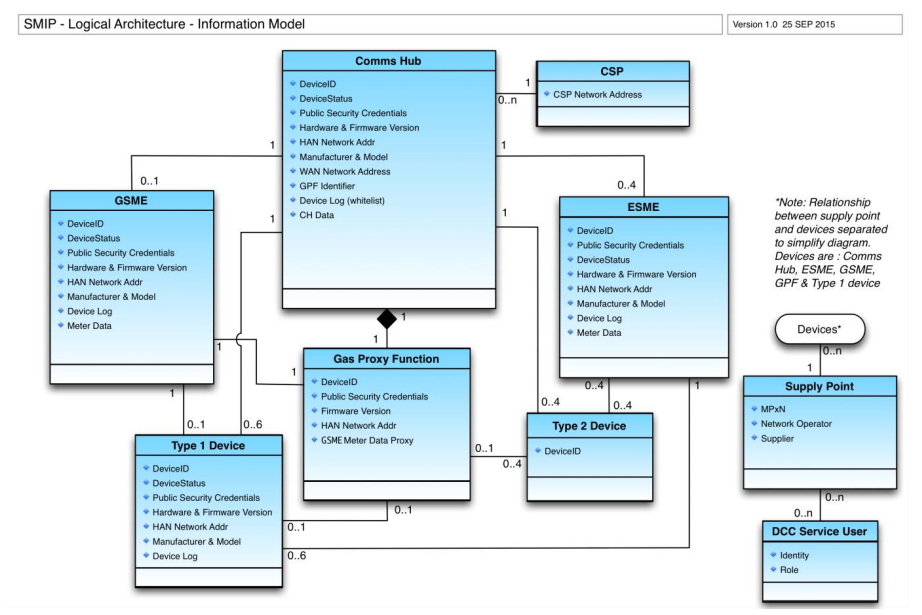 SMIP - Logical Architecture - Information Model
Version 1.0 25 SEP 2015
Comms Hub
DeviceID
DeviceStatus
Public Security Credentials
Hardware & Firmware Version
HAN Network Addr
Manufacturer & Model
WAN Network Address
GPF Identifier
Device Log (whitelist)
CH Data
CSP
CSP Network Address
1
0..n
1
0..1
1
0..4
1
1
GSME
DeviceID
DeviceStatus
Public Security Credentials
Hardware & Firmware Version
HAN Network Addr
Manufacturer & Model
Device Log
Meter Data
ESME
DeviceID
Public Security Credentials
DeviceStatus
Hardware & Firmware Version
HAN Network Addr
Manufacturer & Model
Device Log
Meter Data
*Note: Relationship
between supply point
and devices separated
to simplify diagram.
Devices are : Comms
Hub, ESME, GSME,
GPF & Type 1 device
Devices*
0..n
1
1
1
1
1
Gas Proxy Function
DeviceID
Public Security Credentials
Firmware Version
HAN Network Addr
GSME Meter Data Proxy
1
0..1
0..6
0..4
1
0..4
0..4
Type 1 Device
DeviceID
DeviceStatus
Public Security Credentials
Hardware & Firmware Version
HAN Network Addr
Manufacturer & Model
Device Log
Type 2 Device
DeviceID
0..1
0..4
0..1
0..1
0..6
Supply Point
MPxN
Network Operator
Supplier
0..n
0..n
DCC Service User
Identity
Role